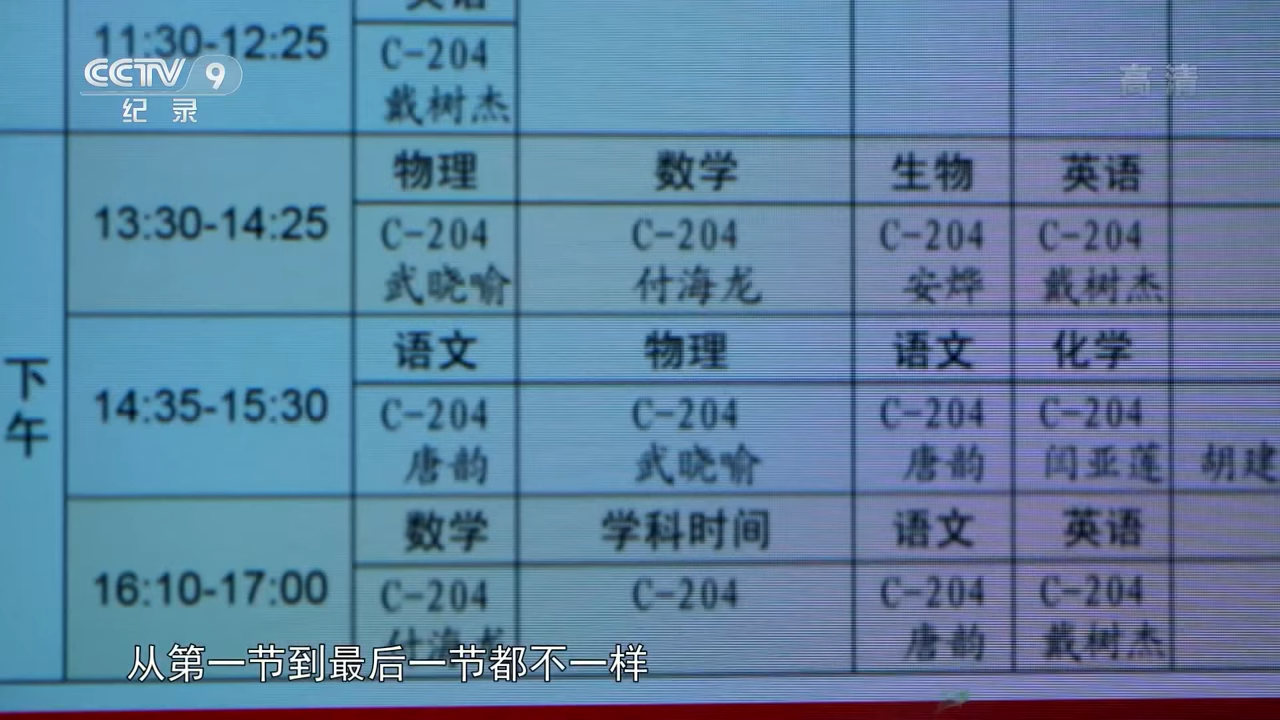 英语
11:30-12:25
C-204
戴树杰
CCTV 9
纪录
高清
下午
13:30-14:25
物理 数学 生物 英语
C-204 C-204 C-204 C-204
武晓喻 付海龙 安烨 戴树杰
14:35-15:30
语文 物理 语文 化学
C-204 C-204 C-204 C-204
唐韵 武晓喻 唐韵 闫亚莲 胡建
16:10-17:00
数学 学科时间 语文 英语
C-204 C-204 C-204 C-204
付海龙 唐韵 戴树杰
从第一节到最后一节都不一样